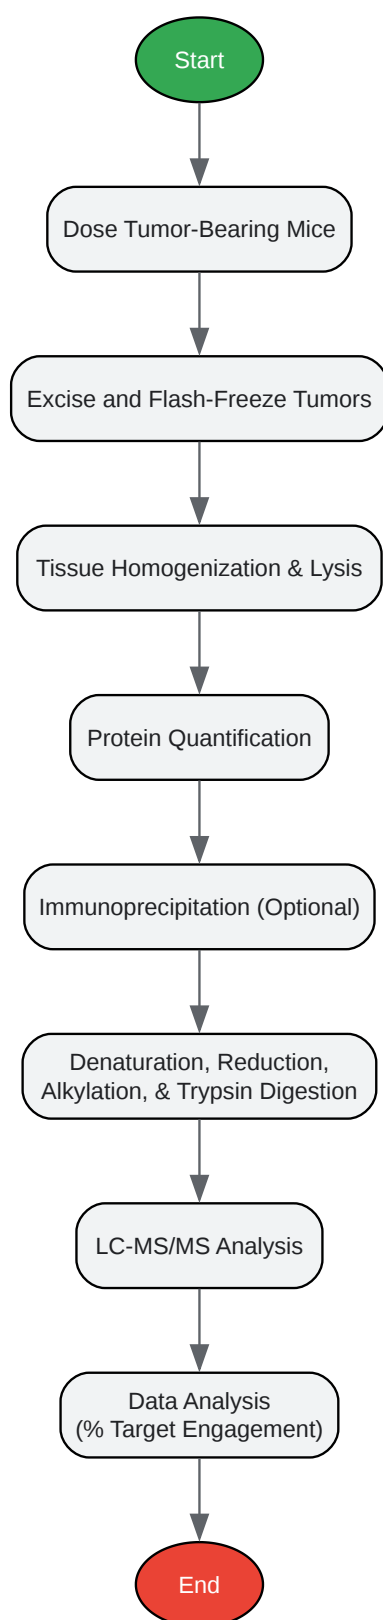 Start
Dose Tumor-Bearing Mice
Excise and Flash-Freeze Tumors
Tissue Homogenization & Lysis
Protein Quantification
Immunoprecipitation (Optional)
Denaturation, Reduction,
Alkylation, & Trypsin Digestion
LC-MS/MS Analysis
Data Analysis
(% Target Engagement)
End